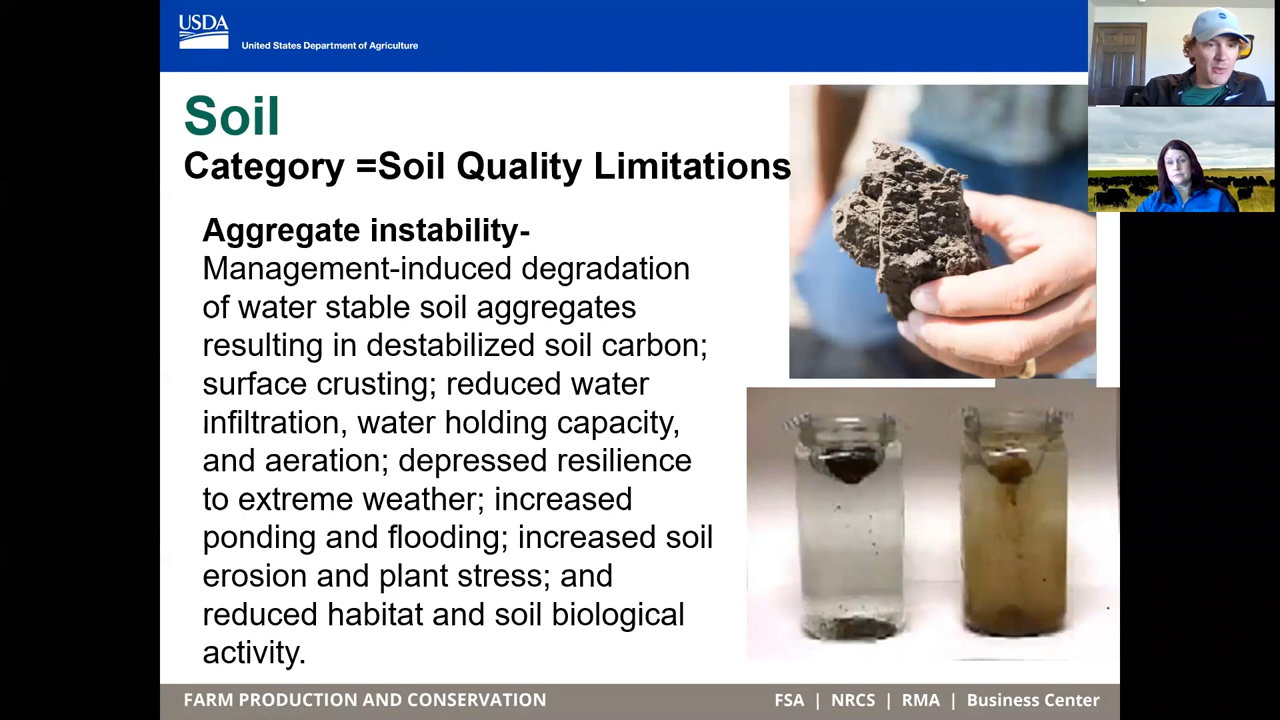 USDA
United States Department of Agriculture
Soil
Category =Soil Quality Limitations
Aggregate instability-
Management-induced degradation
of water stable soil aggregates
resulting in destabilized soil carbon;
surface crusting; reduced water
infiltration, water holding capacity,
and aeration; depressed resilience
to extreme weather; increased
ponding and flooding; increased soil
erosion and plant stress; and
reduced habitat and soil biological
activity.
FARM PRODUCTION AND CONSERVATION
FSA | NRCS | RMA | Business Center